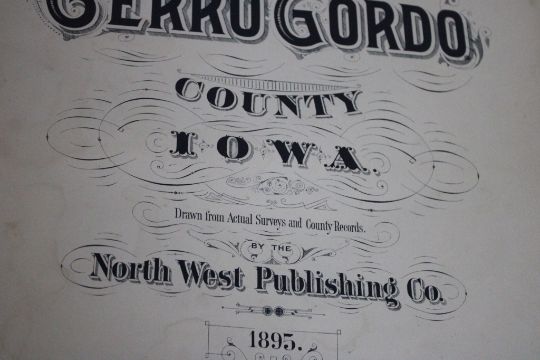 CERRO GORDO
COUNTY
IOWA.
Drawn from Actual Surveys and County Records.
BY THE
North West Publishing Co.
1895.